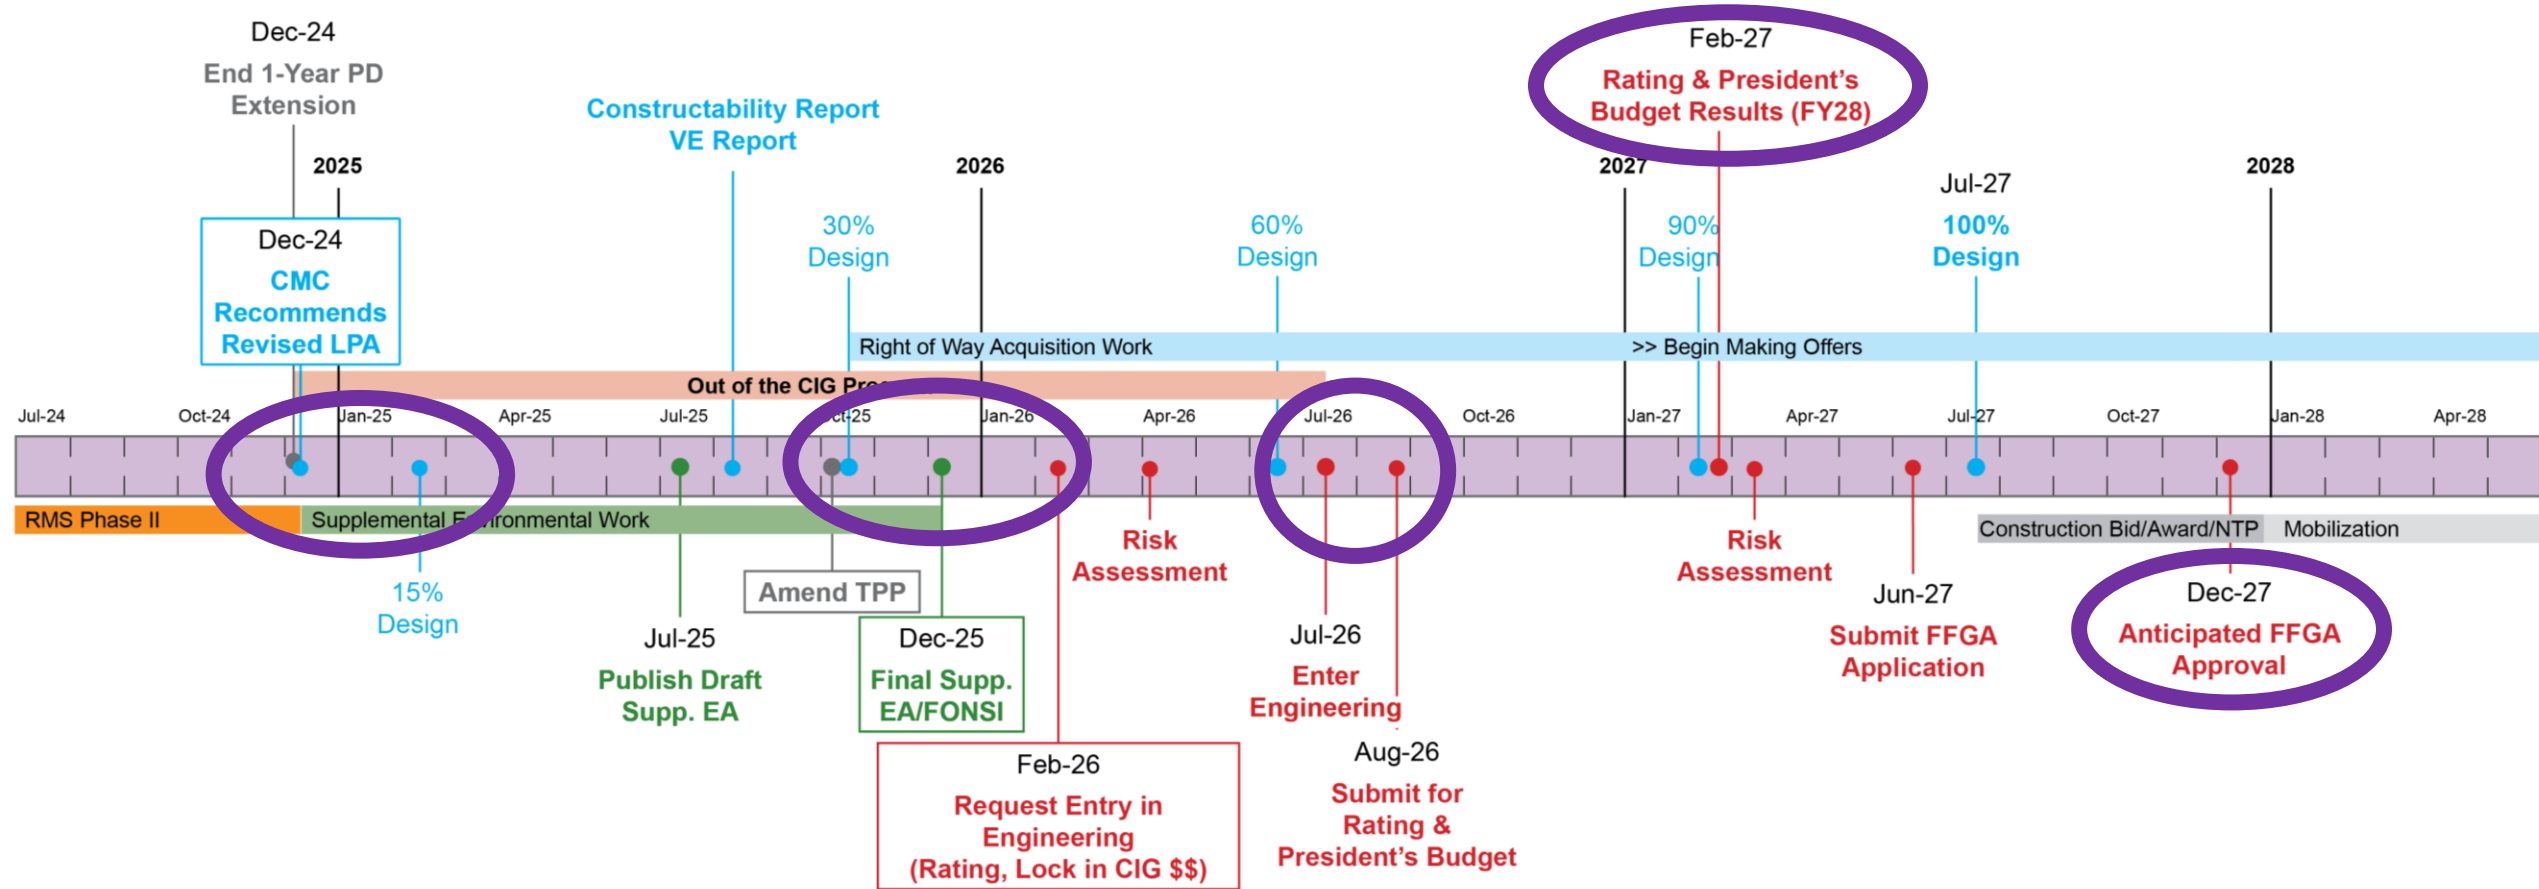 Dec-24
End 1-Year PD
Extension
2025
Dec-24
CMC
Recommends
Revised LPA
Constructability Report
VE Report
30%
Design
2026
60%
Design
Feb-27
Rating & President's
Budget Results (FY28)
2027
90%
Design
Jul-27
100%
Design
2028
Right of Way Acquisition Work
>> Begin Making Offers
Out of the CIG
Jul-24
Oct-24
Jan-25
Apr-25
Jul-25
Oct-25
Jan-26
Apr-26
Jul-26
Oct-26
Jan-27
Apr-27
Jul-27
Oct-27
Jan-28
Apr-28
RMS Phase II
Supplemental Environmental Work
Construction Bid/Award/NTP
Mobilization
15%
Design
Jul-25
Publish Draft
Supp. EA
Amend TPP
Dec-25
Final Supp.
EA/FONSI
Feb-26
Request Entry in
Engineering
(Rating, Lock in CIG $$)
Risk
Assessment
Jul-26
Enter
Engineering
Aug-26
Submit for
Rating &
President's Budget
Risk
Assessment
Jun-27
Submit FFGA
Application
Dec-27
Anticipated FFGA
Approval